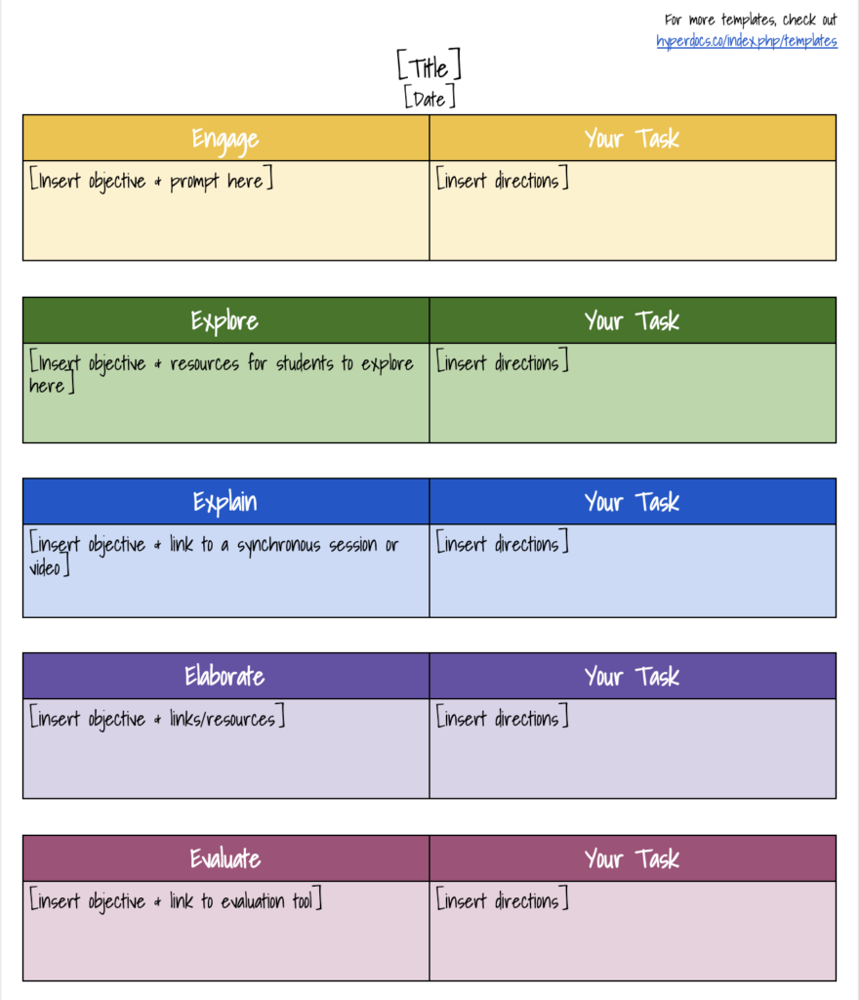 For more templates, check out
hyperdocs.co/index.php/templates
[Title]
[Date]
Engage
Your Task
[Insert objective & prompt here]
[insert directions]
Explore
Your Task
[Insert objective & resources for students to explore
here]
[insert directions]
Explain
Your Task
[insert objective & link to a synchronous session or
video]
[insert directions]
Elaborate
Your Task
[insert objective & links/resources]
[insert directions]
Evaluate
Your Task
[insert objective & link to evaluation tool]
[insert directions]